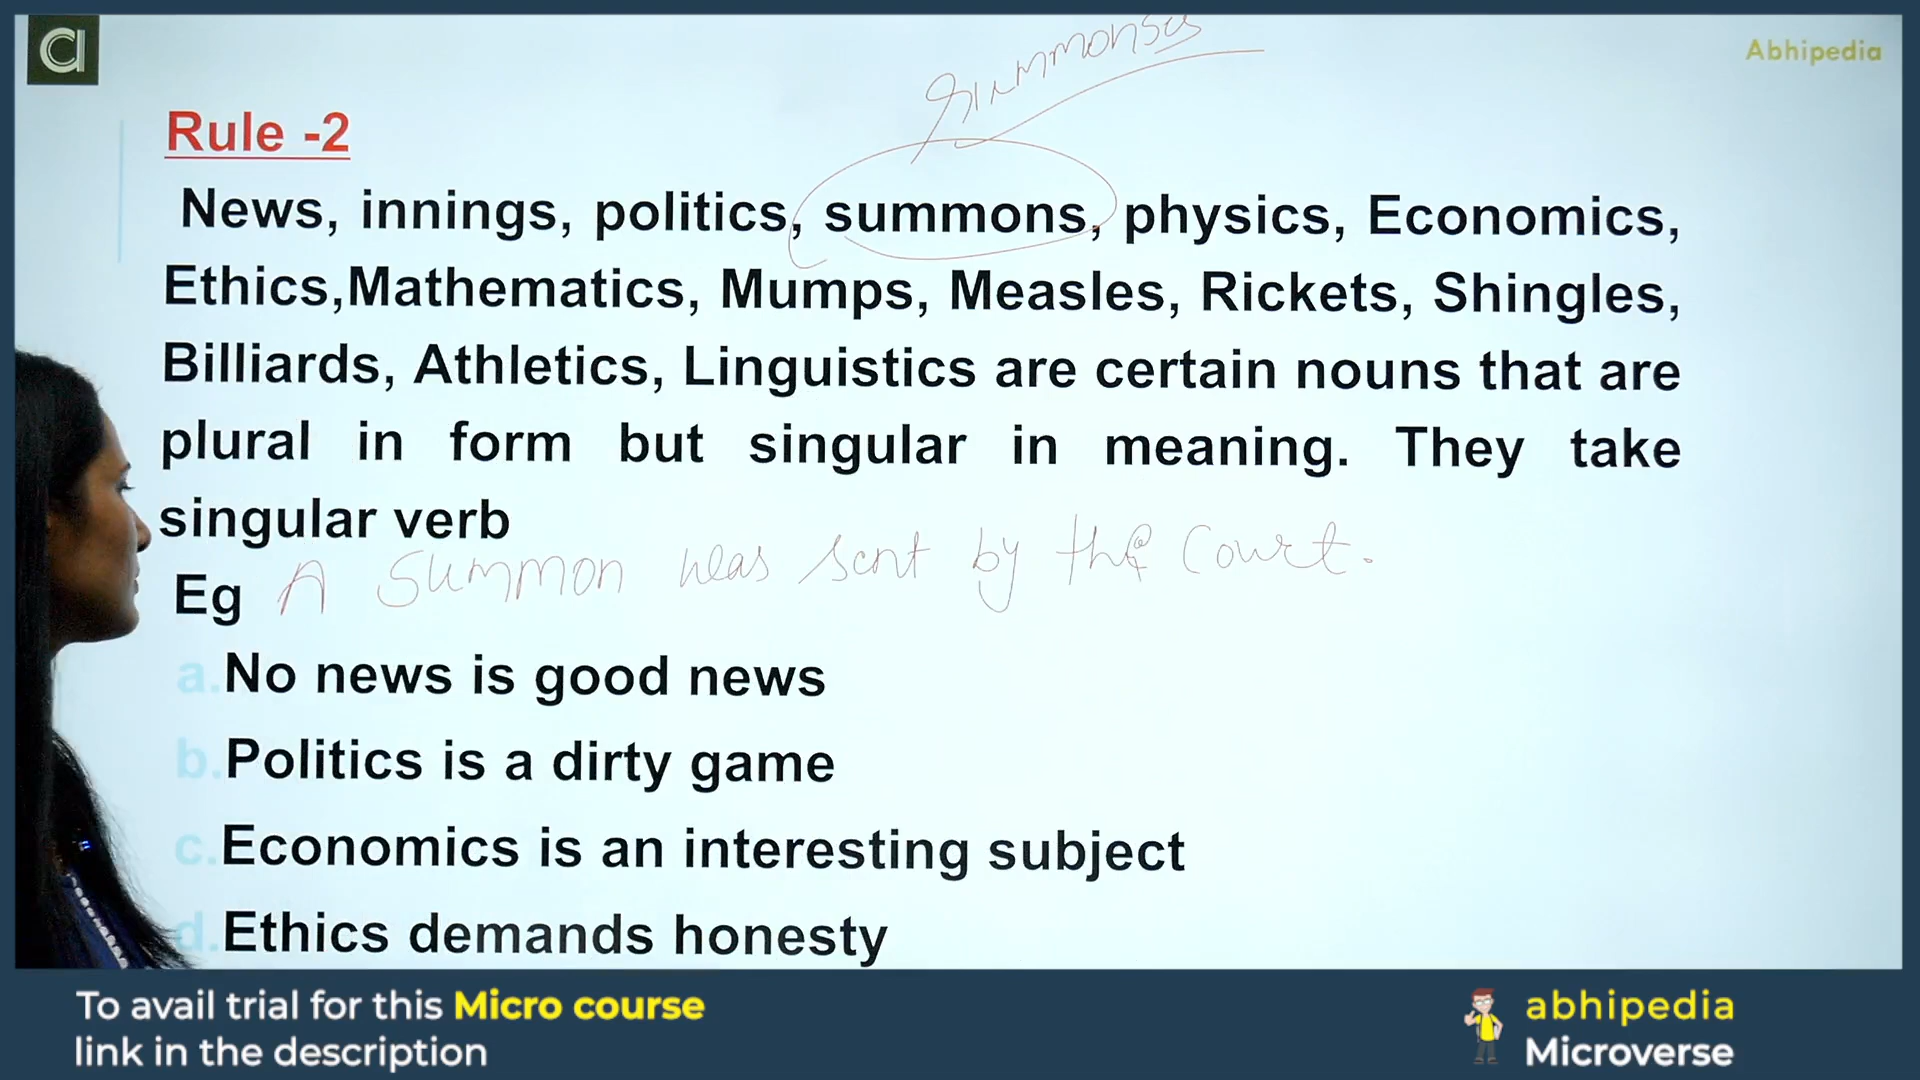 Summonses
Abhipedia
Rule -2
News, innings, politics, summons, physics, Economics,
Ethics,Mathematics, Mumps, Measles, Rickets, Shingles,
Billiards, Athletics, Linguistics are certain nouns that are
plural in form but singular in meaning. They take
singular verb
Eg A Summon was sent by the Court.
a.No news is good news
b.Politics is a dirty game
c.Economics is an interesting subject
d.Ethics demands honesty
To avail trial for this Micro course
link in the description
abhipedia
Microverse